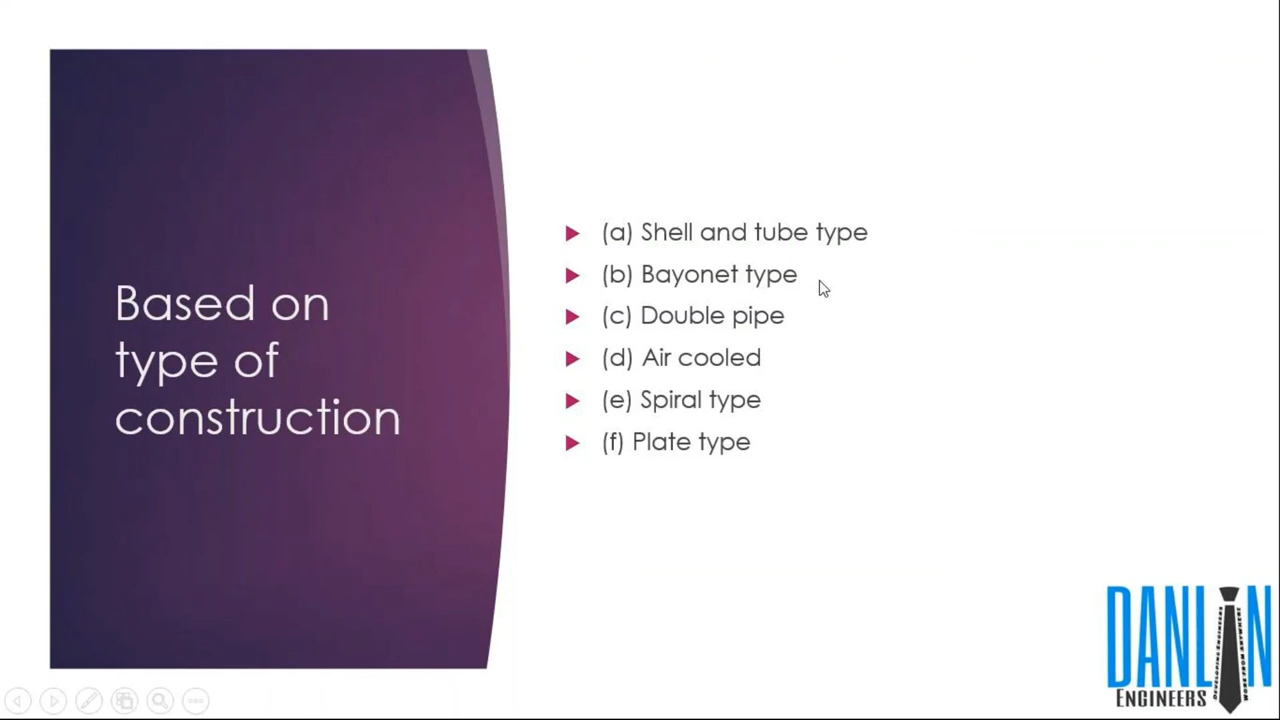 Based on
type of
construction
(a) Shell and tube type
(b) Bayonet type
(c) Double pipe
(d) Air cooled
(e) Spiral type
(f) Plate type
DANLIN
ENGINEERS